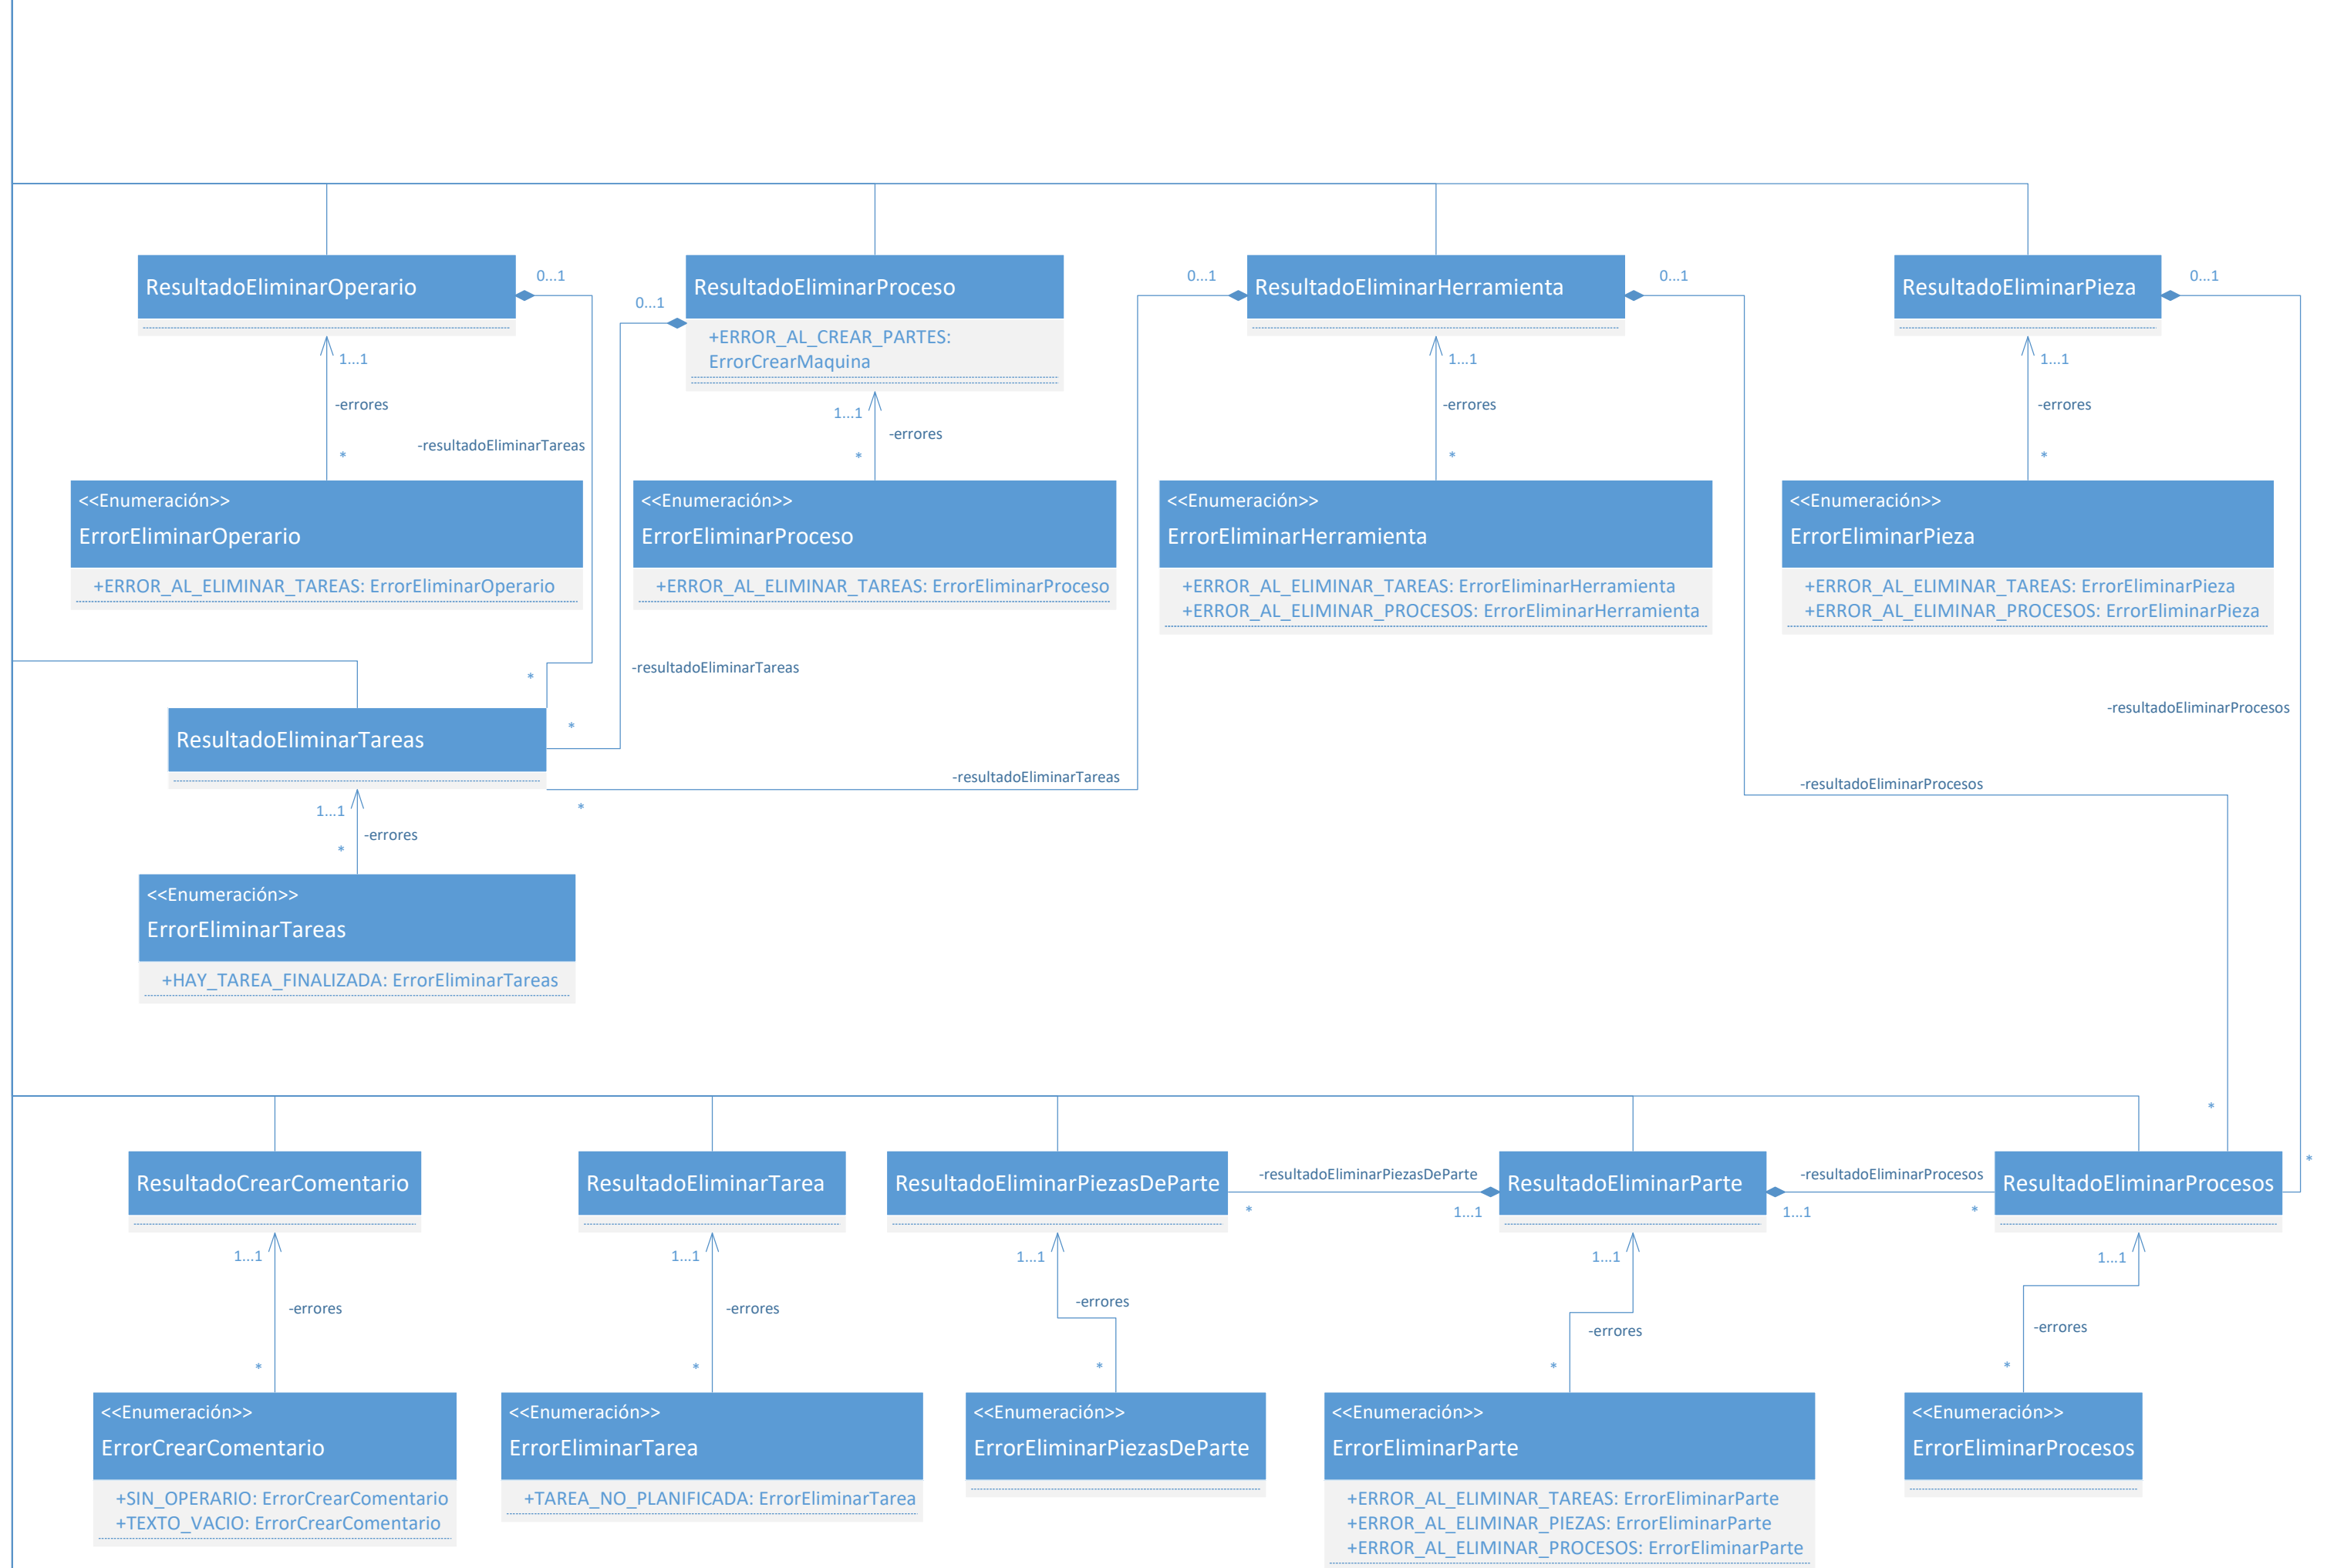 ResultadoEliminarOperario
0...1
ResultadoEliminarProceso
0...1
+ERROR_AL_CREAR_PARTES:
ErrorCrearMaquina
0...1
ResultadoEliminarHerramienta
0...1
ResultadoEliminarPieza
0...1
1...1
-errores
*
-resultadoEliminarTareas
1...1
-errores
*
1...1
-errores
*
1...1
-errores
*
<<Enumeración>>
ErrorEliminarOperario
+ERROR_AL_ELIMINAR_TAREAS: ErrorEliminarOperario
<<Enumeración>>
ErrorEliminarProceso
+ERROR_AL_ELIMINAR_TAREAS: ErrorEliminarProceso
<<Enumeración>>
ErrorEliminarHerramienta
+ERROR_AL_ELIMINAR_TAREAS: ErrorEliminarHerramienta
+ERROR_AL_ELIMINAR_PROCESOS: ErrorEliminarHerramienta
<<Enumeración>>
ErrorEliminarPieza
+ERROR_AL_ELIMINAR_TAREAS: ErrorEliminarPieza
+ERROR_AL_ELIMINAR_PROCESOS: ErrorEliminarPieza
*
-resultadoEliminarTareas
-resultadoEliminarProcesos
ResultadoEliminarTareas
*
-resultadoEliminarTareas
-resultadoEliminarProcesos
*
1...1
-errores
*
<<Enumeración>>
ErrorEliminarTareas
+HAY_TAREA_FINALIZADA: ErrorEliminarTareas
*
*
ResultadoCrearComentario
ResultadoEliminarTarea
ResultadoEliminarPiezasDeParte
-resultadoEliminarPiezasDeParte
*
1...1
ResultadoEliminarParte
-resultadoEliminarProcesos
1...1
*
ResultadoEliminarProcesos
1...1
-errores
*
1...1
-errores
*
1...1
-errores
*
1...1
-errores
*
1...1
-errores
*
<<Enumeración>>
ErrorCrearComentario
+SIN_OPERARIO: ErrorCrearComentario
+TEXTO_VACIO: ErrorCrearComentario
<<Enumeración>>
ErrorEliminarTarea
+TAREA_NO_PLANIFICADA: ErrorEliminarTarea
<<Enumeración>>
ErrorEliminarPiezasDeParte
<<Enumeración>>
ErrorEliminarParte
+ERROR_AL_ELIMINAR_TAREAS: ErrorEliminarParte
+ERROR_AL_ELIMINAR_PIEZAS: ErrorEliminarParte
+ERROR_AL_ELIMINAR_PROCESOS: ErrorEliminarParte
<<Enumeración>>
ErrorEliminarProcesos